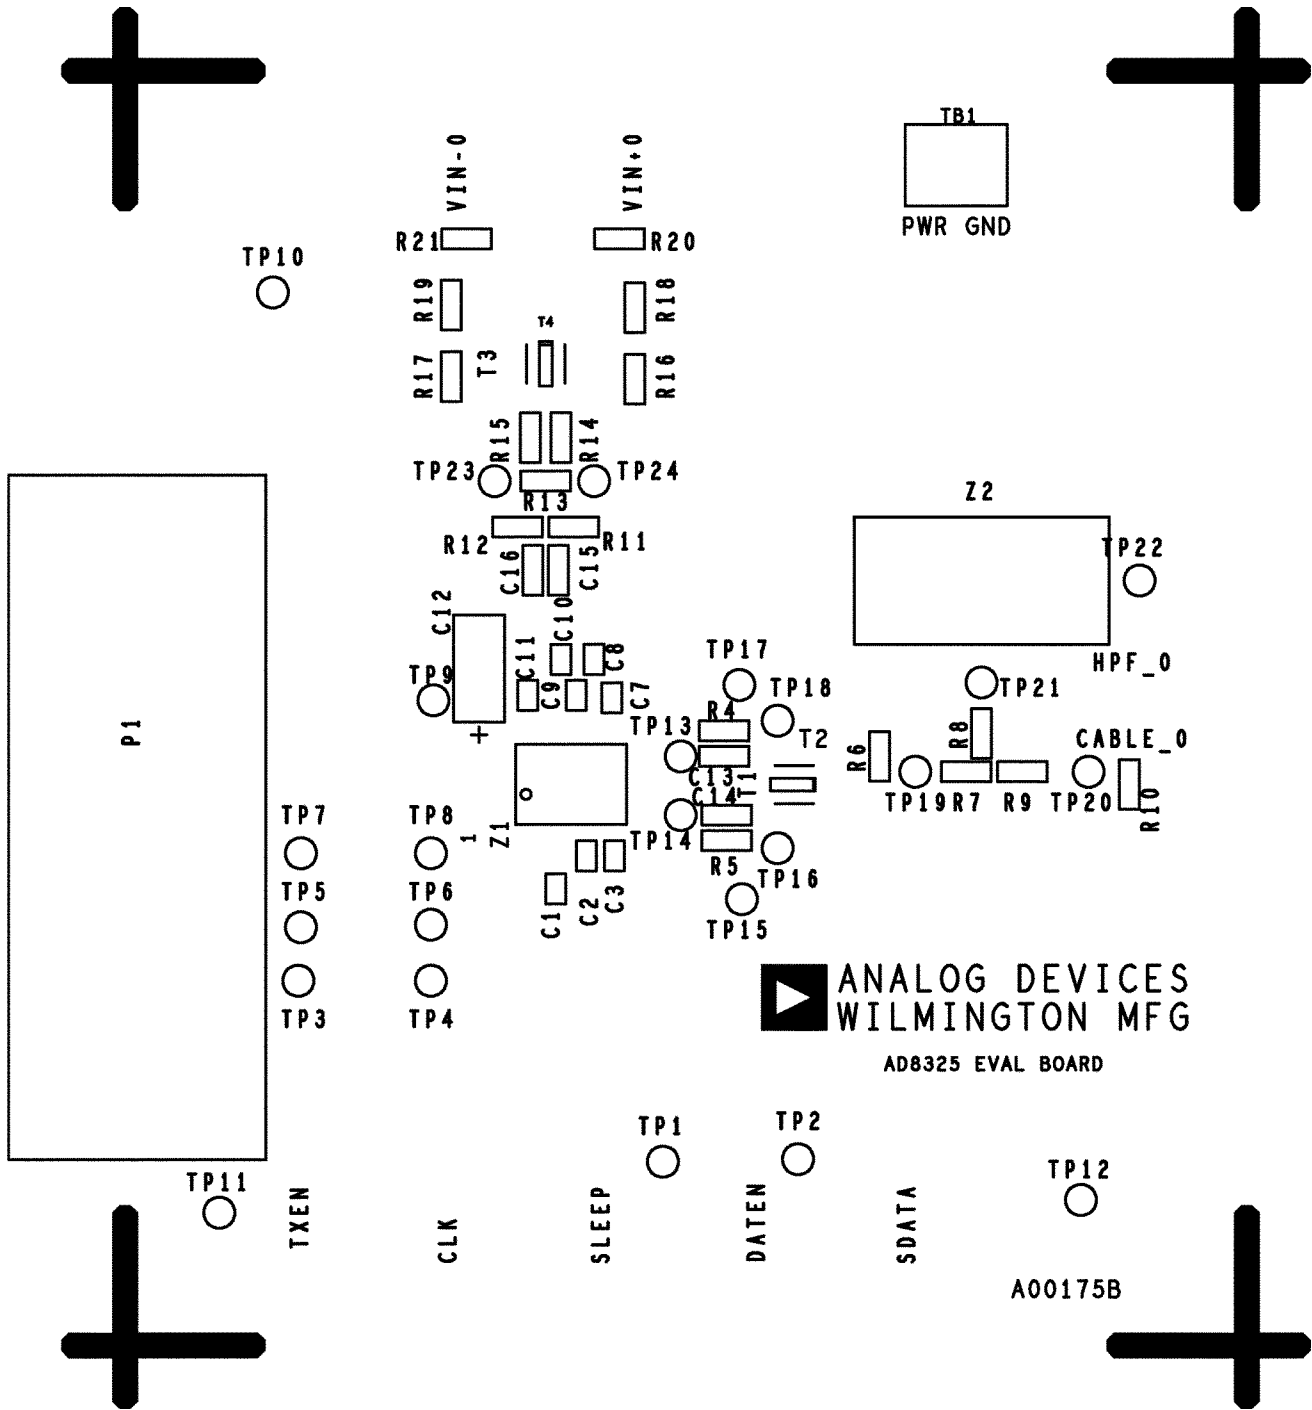 TB1
VIN-0
VIN+0
PWR GND
R21
R20
TP10
R19
R18
T4
R17
T3
R16
R15
R14
TP23
TP24
Z2
R13
R12
R11
TP22
C16
C15
C12
C10
C11
C8
TP17
HPF_0
TP9
C9
C7
TP18
TP21
R4
TP13
P1
+
T2
R8
CABLE_0
R6
C13
T1
C14
TP19
R7
R9
TP20
R10
TP7
TP8
1
Z1
TP14
R5
TP16
TP5
TP6
C1
C2
C3
TP15
ANALOG DEVICES
WILMINGTON MFG
TP3
TP4
AD8325 EVAL BOARD
TP1
TP2
TP11
TP12
TXEN
CLK
SLEEP
DATEN
SDATA
A00175B